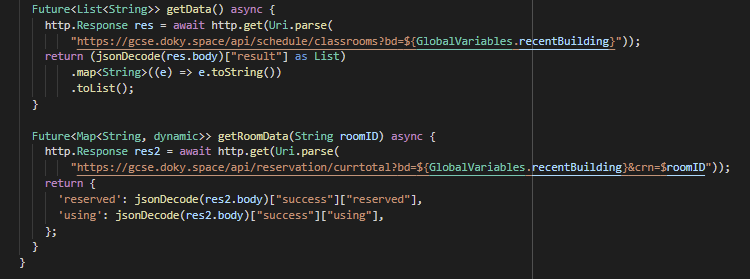 Future<List<String>> getData() async {
http.Response res = await http.get(Uri.parse(
"https://gcse.doky.space/api/schedule/classrooms?bd=${GlobalVariables.recentBuilding}"));
return (jsonDecode(res.body)["result"] as List)
.map<String>((e) => e.toString())
.toList();
}
Future<Map<String, dynamic>> getRoomData(String roomID) async {
http.Response res2 = await http.get(Uri.parse(
"https://gcse.doky.space/api/reservation/currtotal?bd=${GlobalVariables.recentBuilding}&crn=$roomID"));
return {
'reserved': jsonDecode(res2.body)["success"]["reserved"],
'using': jsonDecode(res2.body)["success"]["using"],
};
}
}